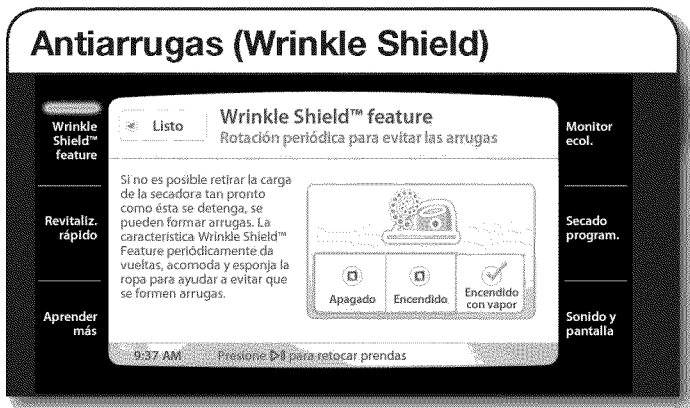 Antiarrugas (Wrinkle Shield)
Wrinkle
Shield™
feature
Revitaliz.
rápido
Aprender
más
Listo
Wrinkle Shield™ feature
Rotación periódica para evitar las arrugas
Si no es posible retirar la carga
de la secadora tan pronto
como ésta se detenga, se
pueden formar arrugas. La
característica Wrinkle Shield™
Feature periódicamente da
vueltas, acomoda y esponja la
ropa para ayudar a evitar que
se formen arrugas.
Apagado
Encendido
Encendido
con vapor
9:37 AM
Presione para retocar prendas
Monitor
ecol.
Secado
program.
Sonido y
pantalla